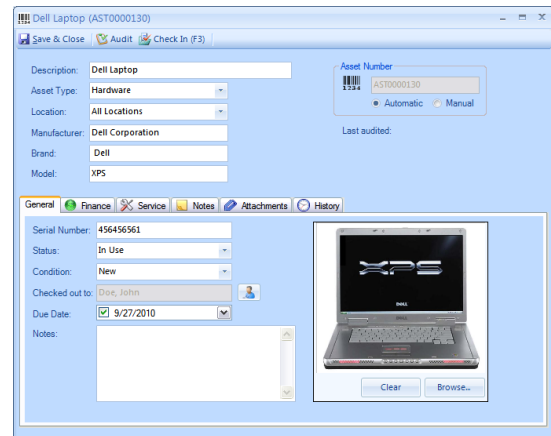 Dell Laptop (AST0000130)
Save & Close Audit Check In (F3)
Description: Dell Laptop
Asset Number
Asset Type: Hardware
1234 AST0000130
Location: All Locations
Automatic Manual
Manufacturer: Dell Corporation
Last audited:
Brand: Dell
Model: XPS
General Finance Service Notes Attachments History
Serial Number: 456456561
Status: In Use
Condition: New
Checked out to: Doe, John
Due Date: 9/27/2010
Notes:
XPS
DELL
Clear Browse...